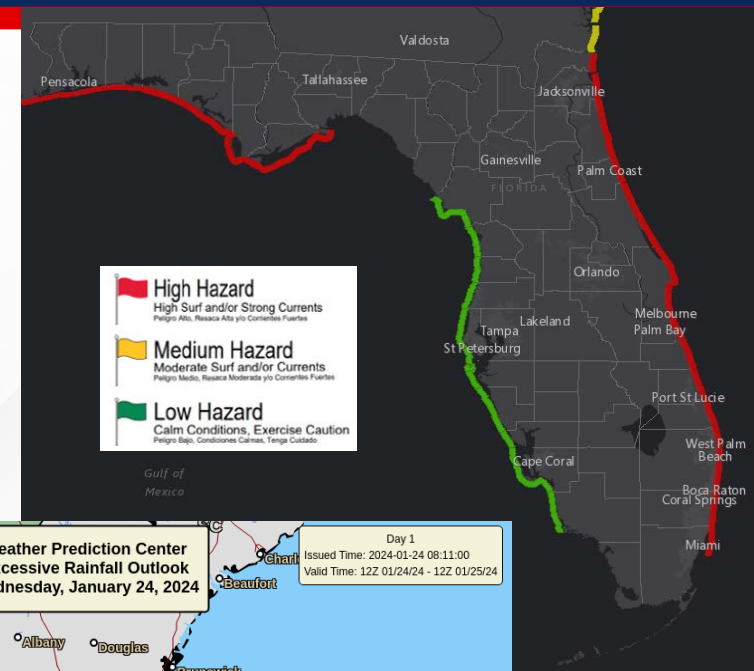 Valdosta
Pensacola
Tallahassee
Jacksonville
Gainesville
Palm Coast
FLORIDA
Orlando
Melbourne
Palm Bay
Lakeland
Tampa
St Petersburg
Port St Lucie
West Palm
Beach
Cape Coral
Boca Raton
Coral Springs
Miami
High Hazard
High Surf and/or Strong Currents
Peligro Alto, Resaca Alta y/o Corrientes Fuertes
Medium Hazard
Moderate Surf and/or Currents
Peligro Medio, Resaca Moderada y/o Corrientes Fuertes
Low Hazard
Calm Conditions, Exercise Caution
Peligro Bajo, Condiciones Calmas, Tenga Cuidado
Gulf of
Mexico
eather Prediction Center
cessive Rainfall Outlook
dnesday, January 24, 2024
Day 1
Issued Time: 2024-01-24 08:11:00
Valid Time: 12Z 01/24/24 - 12Z 01/25/24
Charl
Beaufort
Albany
Douglas
Brunswick